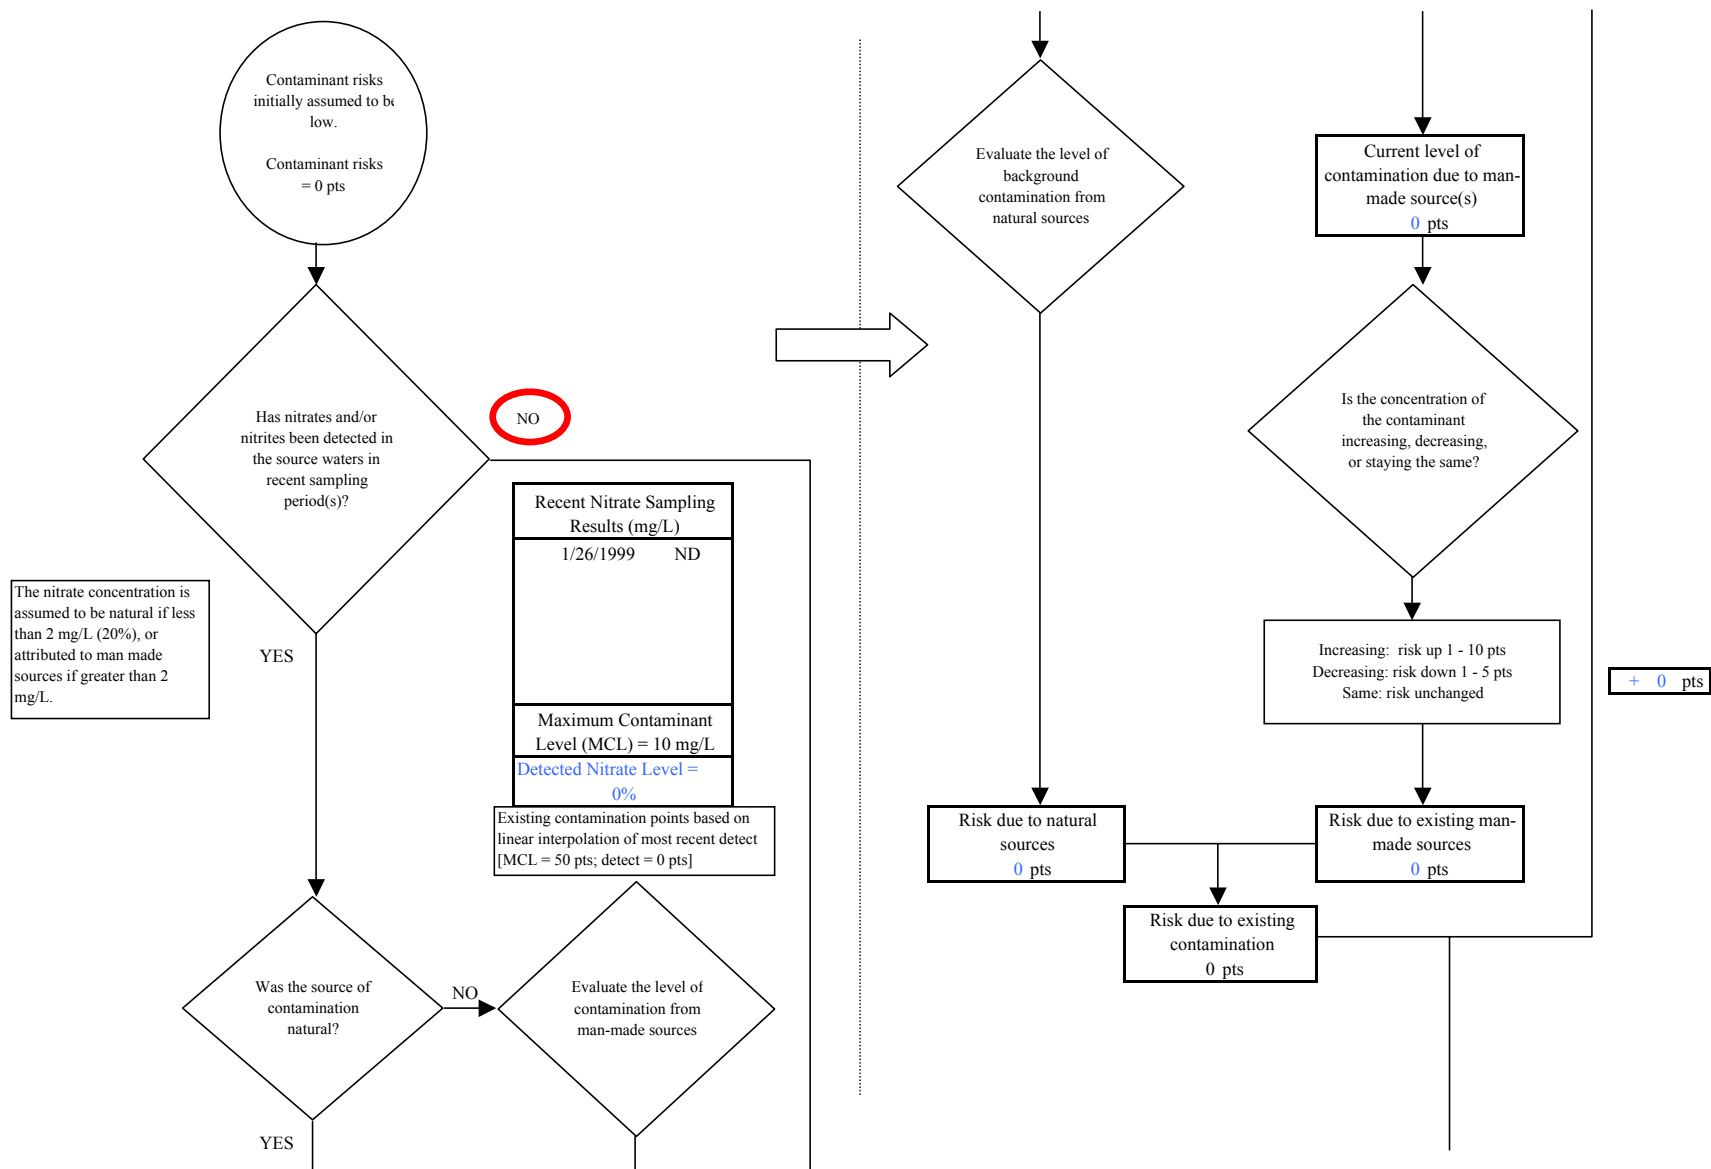 Contaminant risks
initially assumed to be
low.
Contaminant risks
= 0 pts
Has nitrates and/or
nitrites been detected in
the source waters in
recent sampling
period(s)?
NO
Recent Nitrate Sampling
Results (mg/L)
1/26/1999 ND
Maximum Contaminant
Level (MCL) = 10 mg/L
Detected Nitrate Level =
0%
Existing contamination points based on
linear interpolation of most recent detect
[MCL = 50 pts; detect = 0 pts]
The nitrate concentration is
assumed to be natural if less
than 2 mg/L (20%), or
attributed to man made
sources if greater than 2
mg/L.
YES
Was the source of
contamination
natural?
NO
Evaluate the level of
contamination from
man-made sources
YES
Evaluate the level of
background
contamination from
natural sources
Current level of
contamination due to man-
made source(s)
0 pts
Is the concentration of
the contaminant
increasing, decreasing,
or staying the same?
Increasing: risk up 1 - 10 pts
Decreasing: risk down 1 - 5 pts
Same: risk unchanged
+ 0 pts
Risk due to natural
sources
0 pts
Risk due to existing man-
made sources
0 pts
Risk due to existing
contamination
0 pts